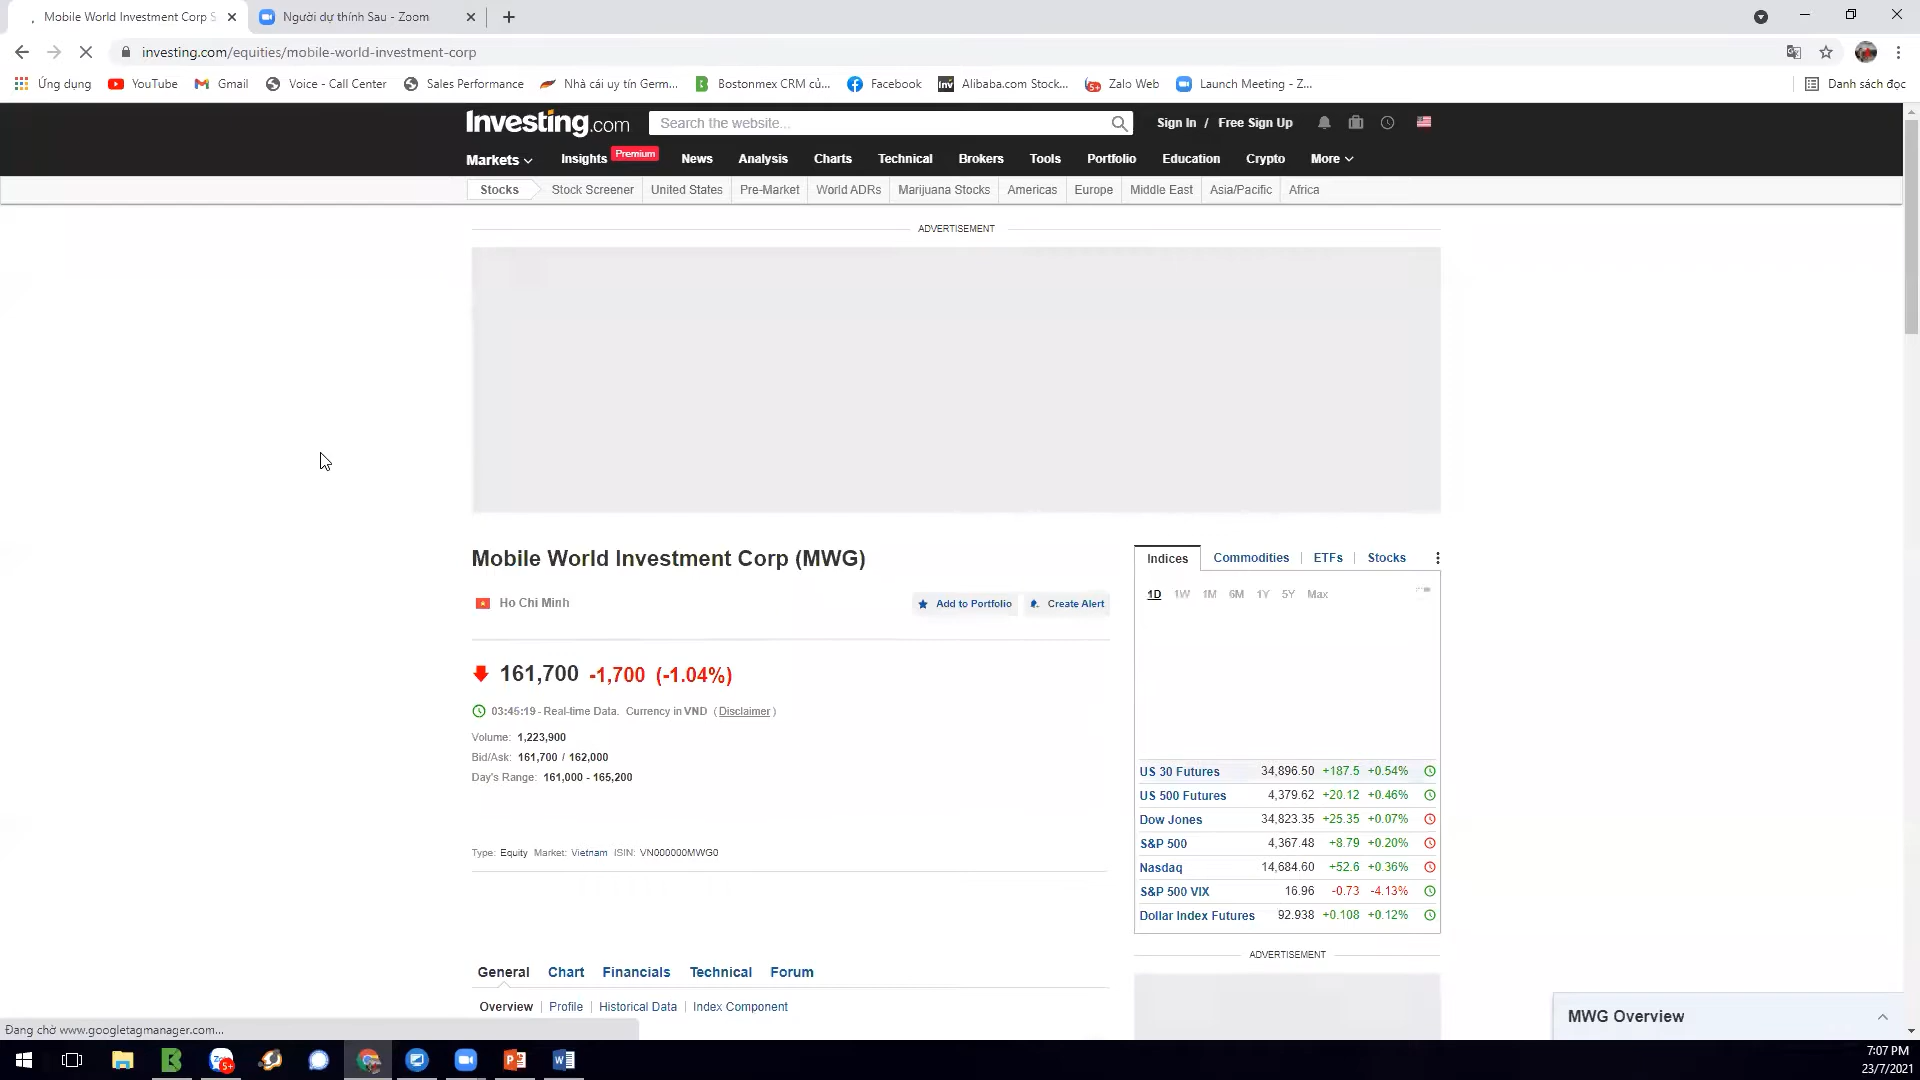 Mobile World Investment Corp S
Người dự thính Sau - Zoom
investing.com/equities/mobile-world-investment-corp
Ứng dụng YouTube Gmail Voice - Call Center Sales Performance Nhà cái uy tín Germ... Bostonmex CRM củ... Facebook Alibaba.com Stock... Zalo Web Launch Meeting - Z... Danh sách đọc
Investing.com Search the website... Sign In / Free Sign Up
Markets Insights Premium News Analysis Charts Technical Brokers Tools Portfolio Education Crypto More
Stocks Stock Screener United States Pre-Market World ADRs Marijuana Stocks Americas Europe Middle East Asia/Pacific Africa
ADVERTISEMENT
Mobile World Investment Corp (MWG)
Ho Chi Minh
Add to Portfolio Create Alert
161,700 -1,700 (-1.04%)
03:45:19 - Real-time Data. Currency in VND ( Disclaimer )
Volume: 1,223,900
Bid/Ask: 161,700 / 162,000
Day's Range: 161,000 - 165,200
Type: Equity Market: Vietnam ISIN: VN000000MWG0
General Chart Financials Technical Forum
Overview Profile Historical Data Index Component
Indices Commodities ETFs Stocks
1D 1W 1M 6M 1Y 5Y Max
US 30 Futures 34,896.50 +187.5 +0.54%
US 500 Futures 4,379.62 +20.12 +0.46%
Dow Jones 34,823.35 +25.35 +0.07%
S&P 500 4,367.48 +8.79 +0.20%
Nasdaq 14,684.60 +52.6 +0.36%
S&P 500 VIX 16.96 -0.73 -4.13%
Dollar Index Futures 92.938 +0.108 +0.12%
ADVERTISEMENT
MWG Overview
Đang chờ www.googletagmanager.com...
7:07 PM
23/7/2021